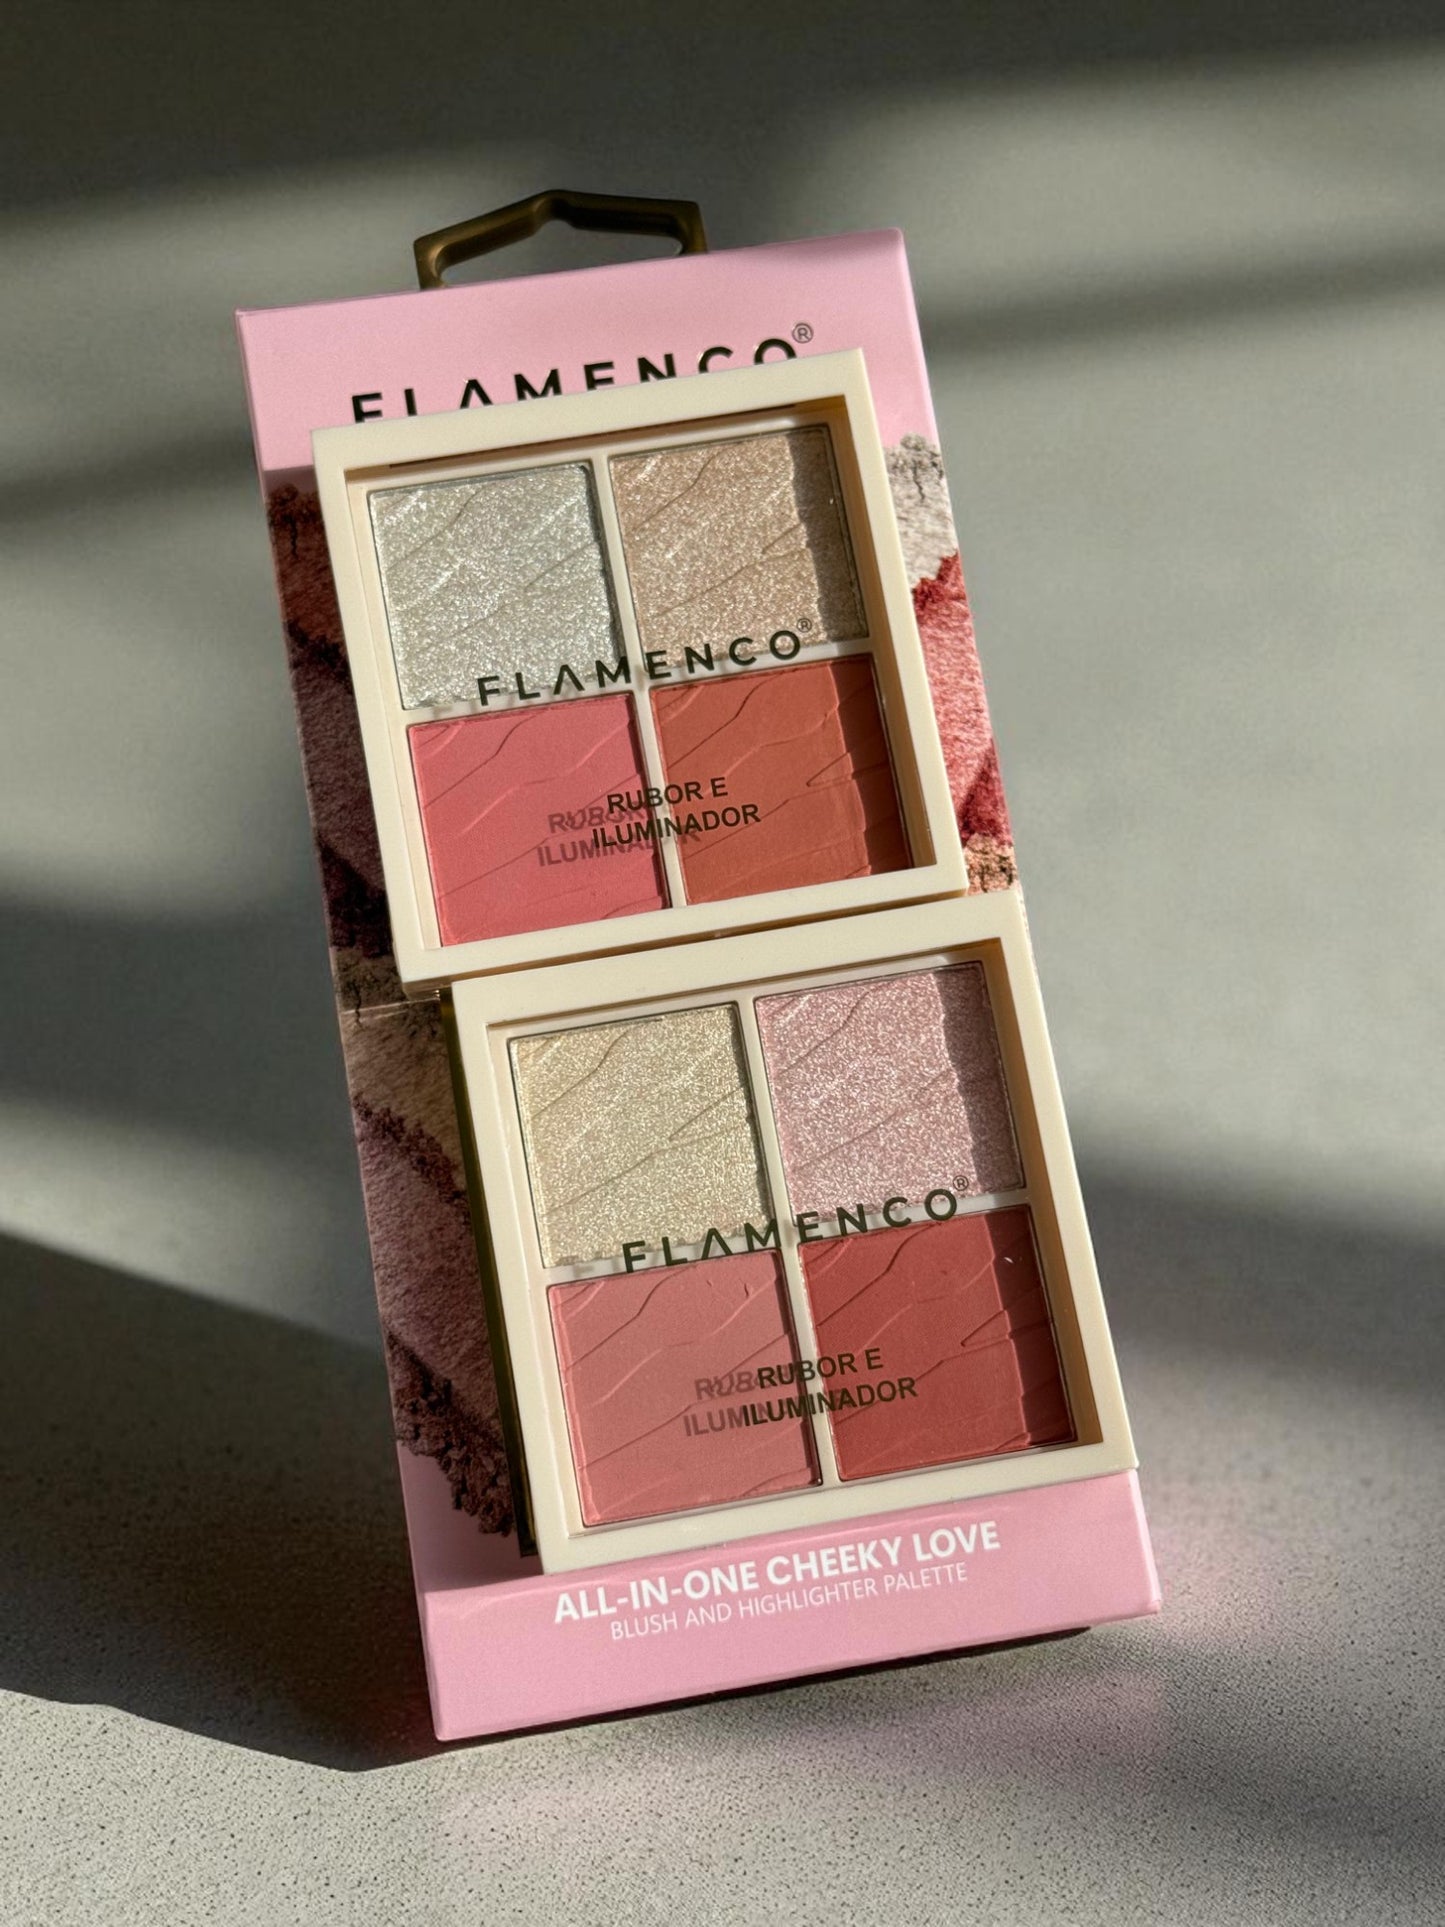 FLAMENCO®
FLAMENCO®
RUBOR E
ILUMINADOR
FLAMENCO®
RUBOR E
ILUMINADOR
ALL-IN-ONE CHEEKY LOVE
BLUSH AND HIGHLIGHTER PALETTE